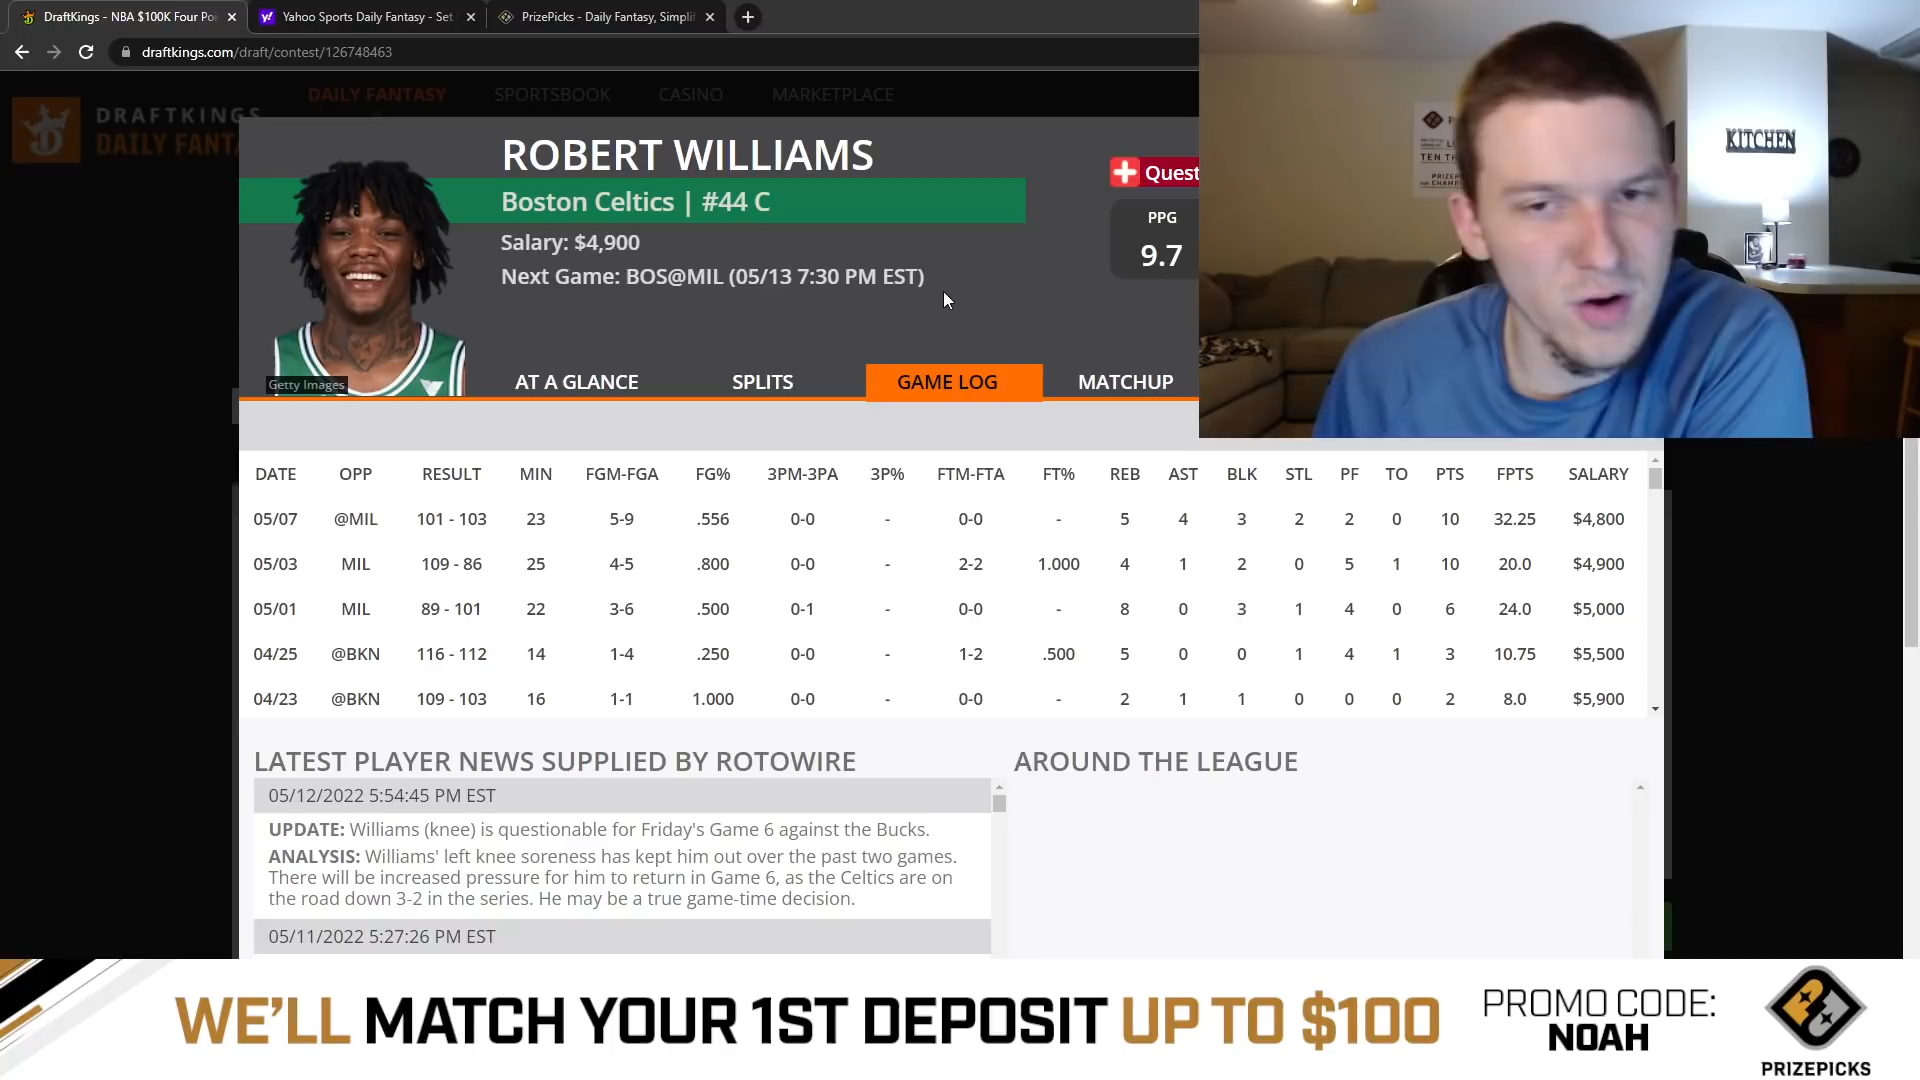 DraftKings - NBA $100K Four Poi
Yahoo Sports Daily Fantasy - Set
PrizePicks - Daily Fantasy, Simplif
draftkings.com/draft/contest/126748463
DRAFTKINGS
DAILY FANTA
DAILY FANTASY SPORTSBOOK CASINO MARKETPLACE
ROBERT WILLIAMS
Boston Celtics | #44 C
Salary: $4,900
Next Game: BOS@MIL (05/13 7:30 PM EST)
Quest
PPG
9.7
KITCHEN
Getty Images
AT A GLANCE SPLITS GAME LOG MATCHUP
DATE OPP RESULT MIN FGM-FGA FG% 3PM-3PA 3P% FTM-FTA FT% REB AST BLK STL PF TO PTS FPTS SALARY
05/07 @MIL 101 - 103 23 5-9 .556 0-0 - 0-0 - 5 4 3 2 2 0 10 32.25 $4,800
05/03 MIL 109 - 86 25 4-5 .800 0-0 - 2-2 1.000 4 1 2 0 5 1 10 20.0 $4,900
05/01 MIL 89 - 101 22 3-6 .500 0-1 - 0-0 - 8 0 3 1 4 0 6 24.0 $5,000
04/25 @BKN 116 - 112 14 1-4 .250 0-0 - 1-2 .500 5 0 0 1 4 1 3 10.75 $5,500
04/23 @BKN 109 - 103 16 1-1 1.000 0-0 - 0-0 - 2 1 1 0 0 0 2 8.0 $5,900
LATEST PLAYER NEWS SUPPLIED BY ROTOWIRE
05/12/2022 5:54:45 PM EST
UPDATE: Williams (knee) is questionable for Friday's Game 6 against the Bucks.
ANALYSIS: Williams' left knee soreness has kept him out over the past two games.
There will be increased pressure for him to return in Game 6, as the Celtics are on
the road down 3-2 in the series. He may be a true game-time decision.
05/11/2022 5:27:26 PM EST
AROUND THE LEAGUE
WE'LL MATCH YOUR 1ST DEPOSIT UP TO $100
PROMO CODE:
NOAH
PRIZEPICKS